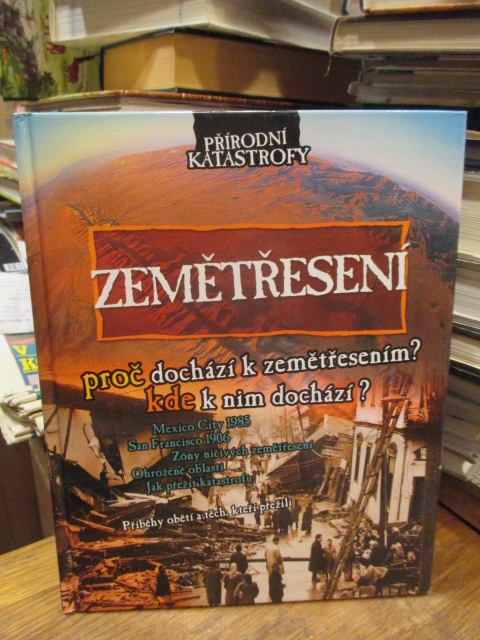 PŘÍRODNÍ
KATASTROFY
ZEMĚTŘESENÍ
proč dochází k zemětřesením?
kde k nim dochází?
Mexico City 1985
San Francisco 1906
Zóny ničivých zemětřesení
Ohrožené oblasti
Jak přežít katastrofu
Příběhy obětí a těch, kteří přežili